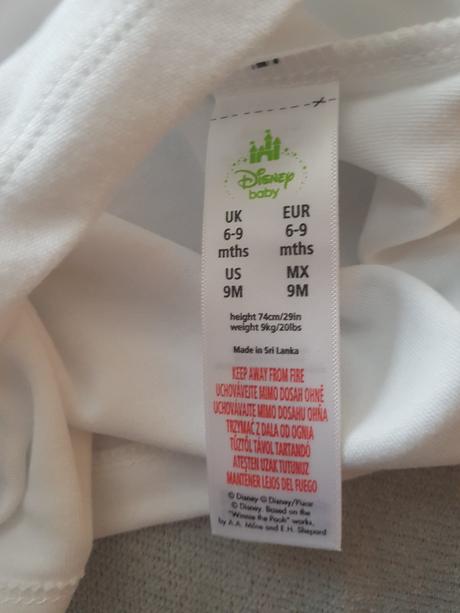 Disney
baby
UK EUR
6-9 6-9
mths mths
US MX
9M 9M
height 74cm/29in
weight 9kg/20lbs
Made in Sri Lanka
KEEP AWAY FROM FIRE
UCHOVÁVEJTE MIMO DOSAH OHNĚ
UCHOVÁVAJTE MIMO DOSAHU OHŇA
TRZYMAĆ Z DALA OD OGNIA
TŰZTŐL TÁVOL TARTANDÓ
ATEŞTEN UZAK TUTUNUZ
MANTENER LEJOS DEL FUEGO
© Disney © Disney/Pixar
© Disney. Based on the
"Winnie the Pooh" works,
by A.A. Milne and E.H. Shepard